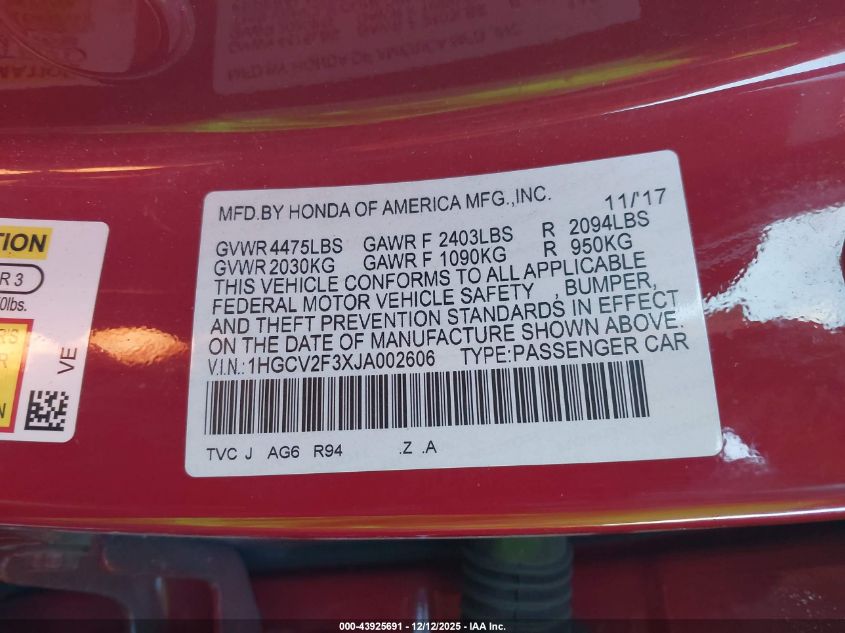 MFD.BY HONDA OF AMERICA MFG.,INC. 11/'17
GVWR 4475LBS GAWR F 2403LBS R 2094LBS
GVWR 2030KG GAWR F 1090KG R 950KG
THIS VEHICLE CONFORMS TO ALL APPLICABLE
FEDERAL MOTOR VEHICLE SAFETY , BUMPER,
AND THEFT PREVENTION STANDARDS IN EFFECT
ON THE DATE OF MANUFACTURE SHOWN ABOVE.
V.I.N.:1HGCV2F3XJA002606 TYPE:PASSENGER CAR
TVC J AG6 R94 .Z .A
TION
R 3
0lbs.
RS
R
N
VE
000-43925691 - 12/12/2025 - IAA Inc.